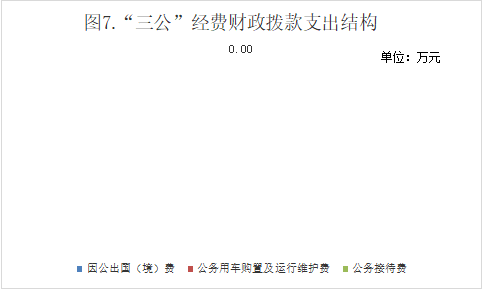 图7.“三公”经费财政拨款支出结构
0.00
单位：万元
因公出国（境）费 公务用车购置及运行维护费 公务接待费